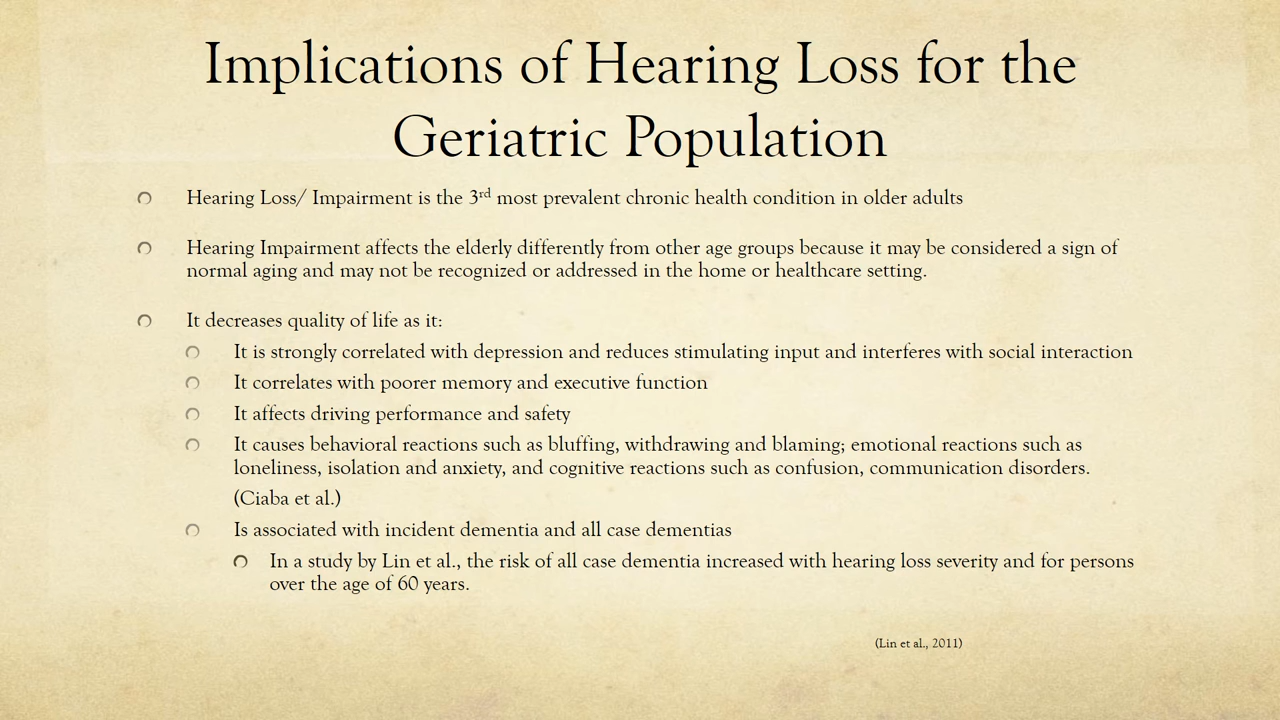 Implications of Hearing Loss for the
Geriatric Population
Hearing Loss/ Impairment is the 3rd most prevalent chronic health condition in older adults
Hearing Impairment affects the elderly differently from other age groups because it may be considered a sign of
normal aging and may not be recognized or addressed in the home or healthcare setting.
It decreases quality of life as it:
It is strongly correlated with depression and reduces stimulating input and interferes with social interaction
It correlates with poorer memory and executive function
It affects driving performance and safety
It causes behavioral reactions such as bluffing, withdrawing and blaming; emotional reactions such as
loneliness, isolation and anxiety, and cognitive reactions such as confusion, communication disorders.
(Ciaba et al.)
Is associated with incident dementia and all case dementias
In a study by Lin et al., the risk of all case dementia increased with hearing loss severity and for persons
over the age of 60 years.
(Lin et al., 2011)